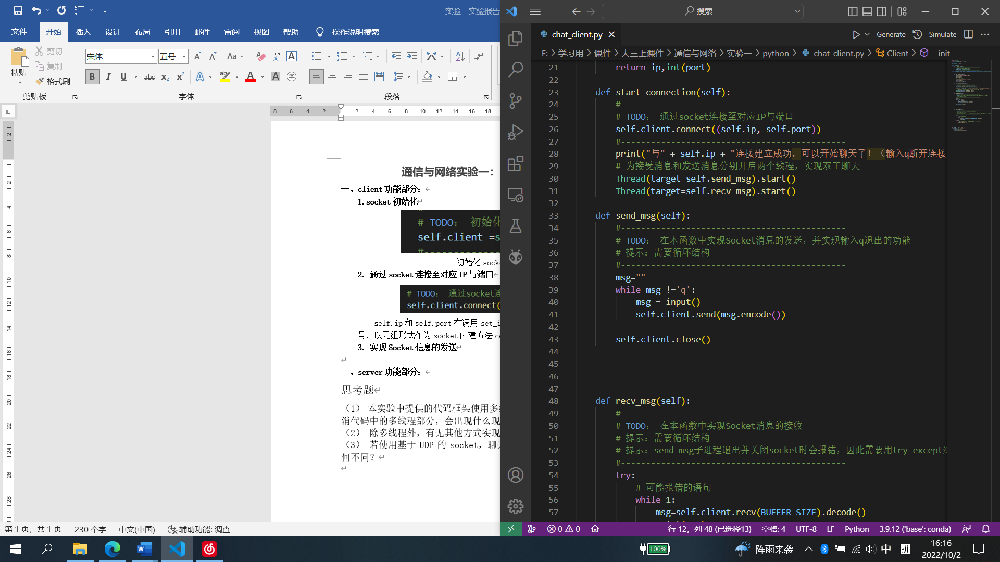 实验一实验报告
文件
开始
插入
设计
布局
引用
邮件
审阅
视图
帮助
操作说明搜索
粘贴
剪切
复制
格式刷
宋体
五号
Aa
wén
B I U abc x₂ x² A A A 字
剪贴板
字体
段落
8 6 4 2 2 4 6 8 10 12 14 16 18
2 2 4 6 8 10 12 14 16 18 20 22 24 26 28
通信与网络实验一：
一、client 功能部分：
1. socket 初始化
# TODO： 初始化
self.client =s
#--------------
初始化 sock
2. 通过 socket 连接至对应 IP 与端口
# TODO： 通过socket连
self.client.connect(
self.ip 和 self.port 在调用 set_i
号，以元组形式作为 socket 内建方法 c
3. 实现 Socket 信息的发送
二、server 功能部分：
思考题
（1） 本实验中提供的代码框架使用多
消代码中的多线程部分，会出现什么现
（2） 除多线程外，有无其他方式实现
（3） 若使用基于 UDP 的 socket，聊
何不同？
第 1 页，共 1 页
230 个字
中文(中国)
辅助功能: 调查
搜索
chat_client.py
Generate
Simulate
E: > 学习用 > 课件 > 大三上课件 > 通信与网络 > 实验一 > python > chat_client.py > Client > __init__
21 return ip,int(port)
22
23 def start_connection(self):
24 #---------------------------------------------
25 # TODO： 通过socket连接至对应IP与端口
26 self.client.connect((self.ip, self.port))
27 #---------------------------------------------
28 print("与" + self.ip + "连接建立成功，可以开始聊天了！（输入q断开连接
29 # 为接受消息和发送消息分别开启两个线程，实现双工聊天
30 Thread(target=self.send_msg).start()
31 Thread(target=self.recv_msg).start()
32
33 def send_msg(self):
34 #---------------------------------------------
35 # TODO： 在本函数中实现Socket消息的发送，并实现输入q退出的功能
36 # 提示：需要循环结构
37 #---------------------------------------------
38 msg=""
39 while msg !='q':
40 msg = input()
41 self.client.send(msg.encode())
42
43 self.client.close()
44
45
46
47
48 def recv_msg(self):
49 #---------------------------------------------
50 # TODO： 在本函数中实现Socket消息的接收
51 # 提示：需要循环结构
52 # 提示：send_msg子进程退出并关闭socket时会报错，因此需要用try except
53 #---------------------------------------------
54 try:
55 # 可能报错的语句
56 while 1:
57 msg=self.client.recv(BUFFER_SIZE).decode()
0 0
行 12，列 48 (已选择13)
空格: 4
UTF-8
LF
Python
3.9.12 ('base': conda)
100%
阵雨来袭
中
拼
16:16
2022/10/2